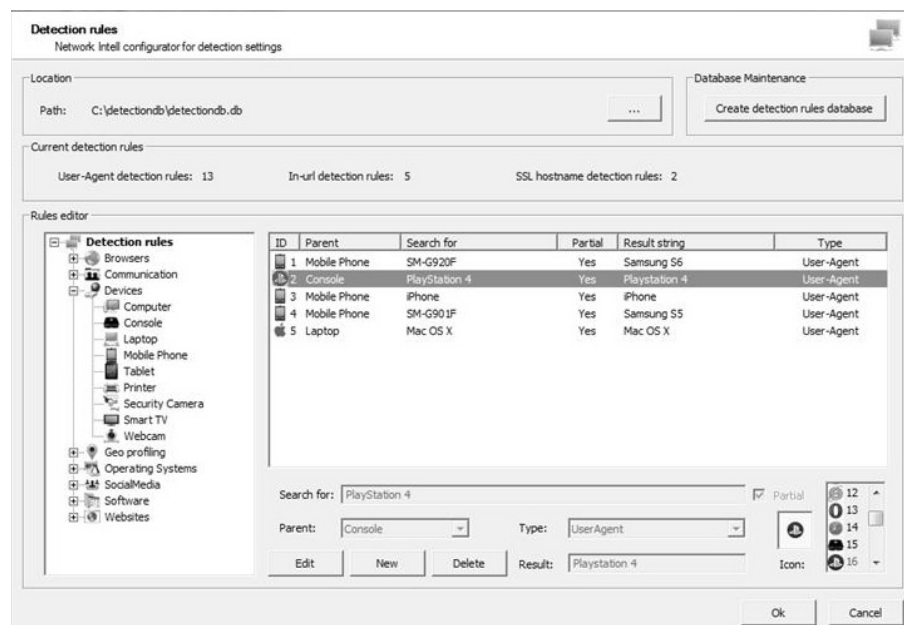 Detection rules
Network Intell configurator for detection settings
Location
Path: C:\detectiondb\detectiondb.db
...
Database Maintenance
Create detection rules database
Current detection rules
User-Agent detection rules: 13
In-url detection rules: 5
SSL hostname detection rules: 2
Rules editor
Detection rules
Browsers
Communication
Devices
Computer
Console
Laptop
Mobile Phone
Tablet
Printer
Security Camera
Smart TV
Webcam
Geo profiling
Operating Systems
SocialMedia
Software
Websites
ID Parent Search for Partial Result string Type
1 Mobile Phone SM-G920F Yes Samsung S6 User-Agent
2 Console PlayStation 4 Yes Playstation 4 User-Agent
3 Mobile Phone iPhone Yes iPhone User-Agent
4 Mobile Phone SM-G901F Yes Samsung S5 User-Agent
5 Laptop Mac OS X Yes Mac OS X User-Agent
Search for: PlayStation 4 Partial
Parent: Console Type: UserAgent
Edit New Delete Result: Playstation 4 Icon:
12
13
14
15
16
Ok Cancel